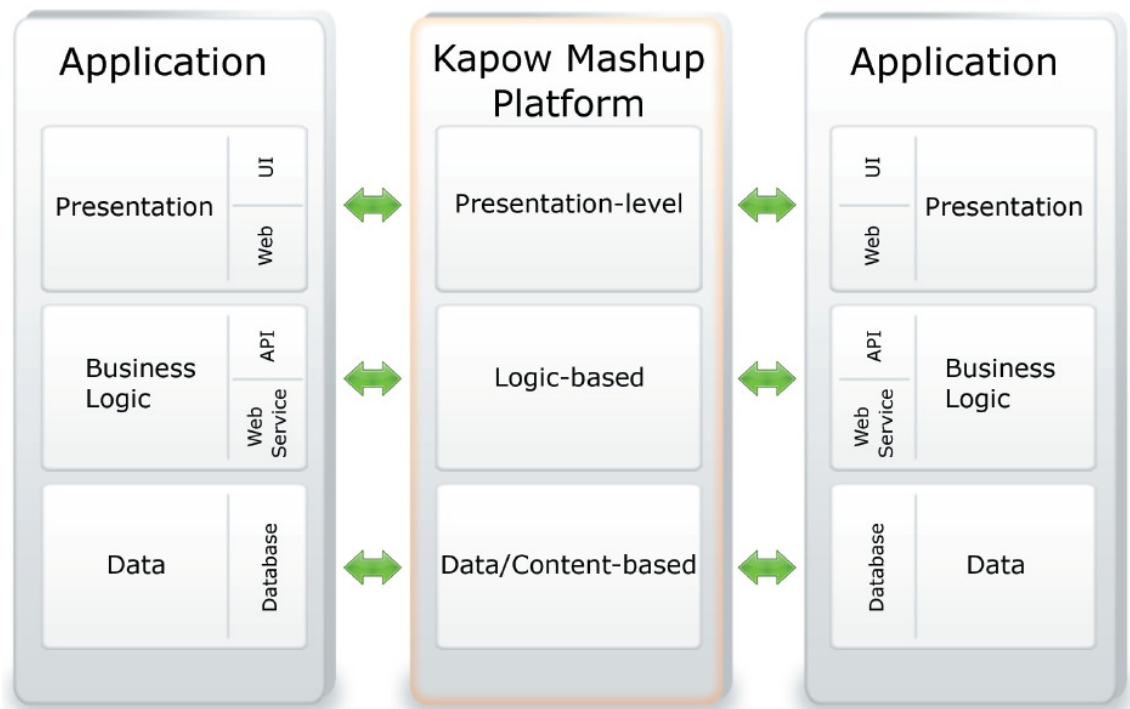 Application
Presentation
UI
Web
Business
Logic
API
Web
Service
Data
Database
Kapow Mashup
Platform
Presentation-level
Logic-based
Data/Content-based
Application
UI
Web
Presentation
API
Web
Service
Business
Logic
Database
Data